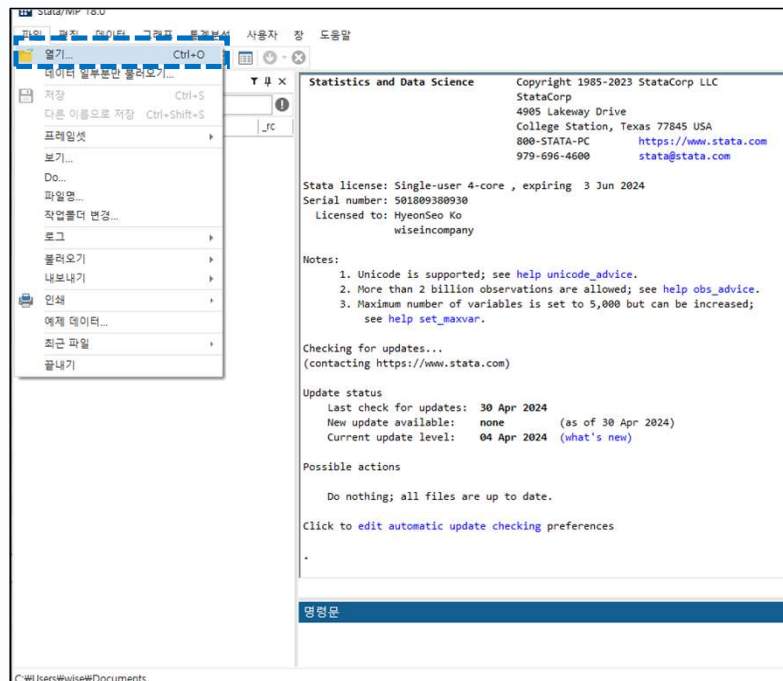 Stata/MP 18.0
파일 편집 데이터 그래프 통계분석 사용자 창 도움말
열기... Ctrl+O
데이터 일부분만 불러오기...
저장 Ctrl+S
다른 이름으로 저장 Ctrl+Shift+S
프레임셋
보기...
Do...
파일명...
작업폴더 변경...
로그
불러오기
내보내기
인쇄
예제 데이터...
최근 파일
끝내기
_rc
Statistics and Data Science Copyright 1985-2023 StataCorp LLC
StataCorp
4905 Lakeway Drive
College Station, Texas 77845 USA
800-STATA-PC https://www.stata.com
979-696-4600 stata@stata.com
Stata license: Single-user 4-core , expiring 3 Jun 2024
Serial number: 501809380930
Licensed to: HyeonSeo Ko
wiseincompany
Notes:
1. Unicode is supported; see help unicode_advice.
2. More than 2 billion observations are allowed; see help obs_advice.
3. Maximum number of variables is set to 5,000 but can be increased;
see help set_maxvar.
Checking for updates...
(contacting https://www.stata.com)
Update status
Last check for updates: 30 Apr 2024
New update available: none (as of 30 Apr 2024)
Current update level: 04 Apr 2024 (what's new)
Possible actions
Do nothing; all files are up to date.
Click to edit automatic update checking preferences
.
명령문
C:₩Users₩wise₩Documents